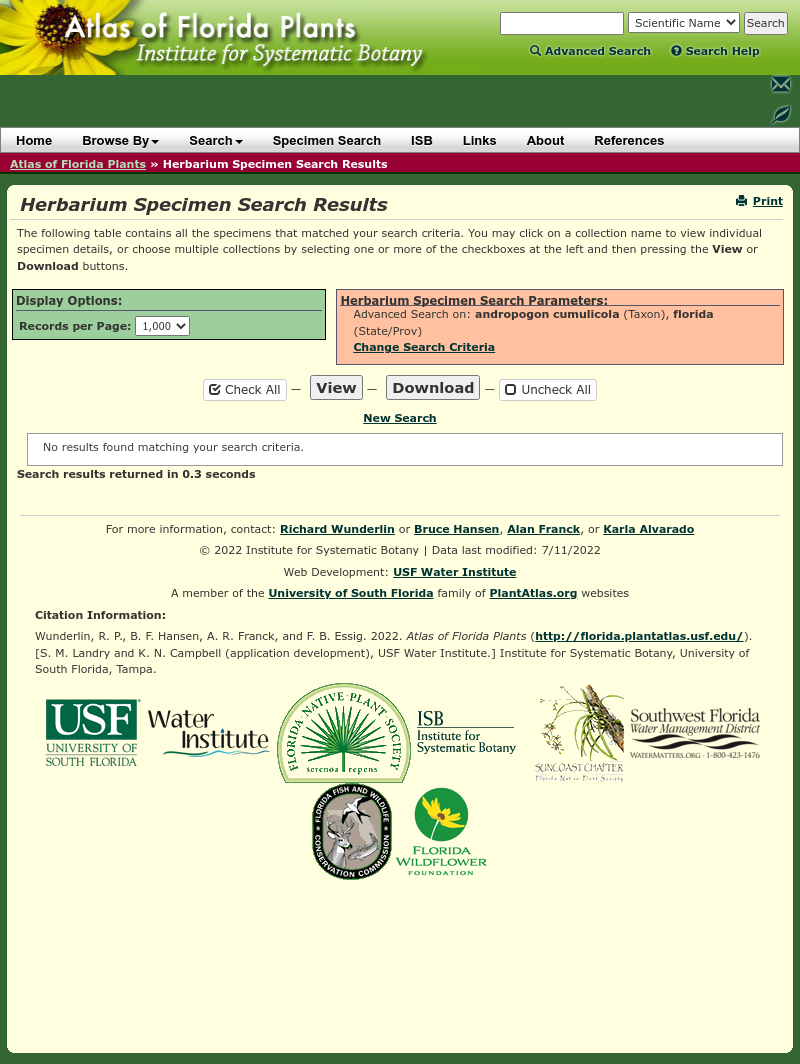 Atlas of Florida Plants
Institute for Systematic Botany
Scientific Name
Search
Advanced Search
Search Help
Home
Browse By
Search
Specimen Search
ISB
Links
About
References
Atlas of Florida Plants » Herbarium Specimen Search Results
Herbarium Specimen Search Results
Print
The following table contains all the specimens that matched your search criteria. You may click on a collection name to view individual
specimen details, or choose multiple collections by selecting one or more of the checkboxes at the left and then pressing the View or
Download buttons.
Display Options:
Records per Page: 1,000
Herbarium Specimen Search Parameters:
Advanced Search on: andropogon cumulicola (Taxon), florida
(State/Prov)
Change Search Criteria
Check All — View — Download — Uncheck All
New Search
No results found matching your search criteria.
Search results returned in 0.3 seconds
For more information, contact: Richard Wunderlin or Bruce Hansen, Alan Franck, or Karla Alvarado
© 2022 Institute for Systematic Botany | Data last modified: 7/11/2022
Web Development: USF Water Institute
A member of the University of South Florida family of PlantAtlas.org websites
Citation Information:
Wunderlin, R. P., B. F. Hansen, A. R. Franck, and F. B. Essig. 2022. Atlas of Florida Plants (http://florida.plantatlas.usf.edu/).
[S. M. Landry and K. N. Campbell (application development), USF Water Institute.] Institute for Systematic Botany, University of
South Florida, Tampa.
USF
UNIVERSITY OF
SOUTH FLORIDA
Water
Institute
FLORIDA NATIVE PLANT SOCIETY
serenoa repens
ISB
Institute for
Systematic Botany
SUNCOAST CHAPTER
Florida Native Plant Society
Southwest Florida
Water Management District
WATERMATTERS.ORG · 1-800-423-1476
FLORIDA FISH AND WILDLIFE
CONSERVATION COMMISSION
FLORIDA
WILDFLOWER
FOUNDATION